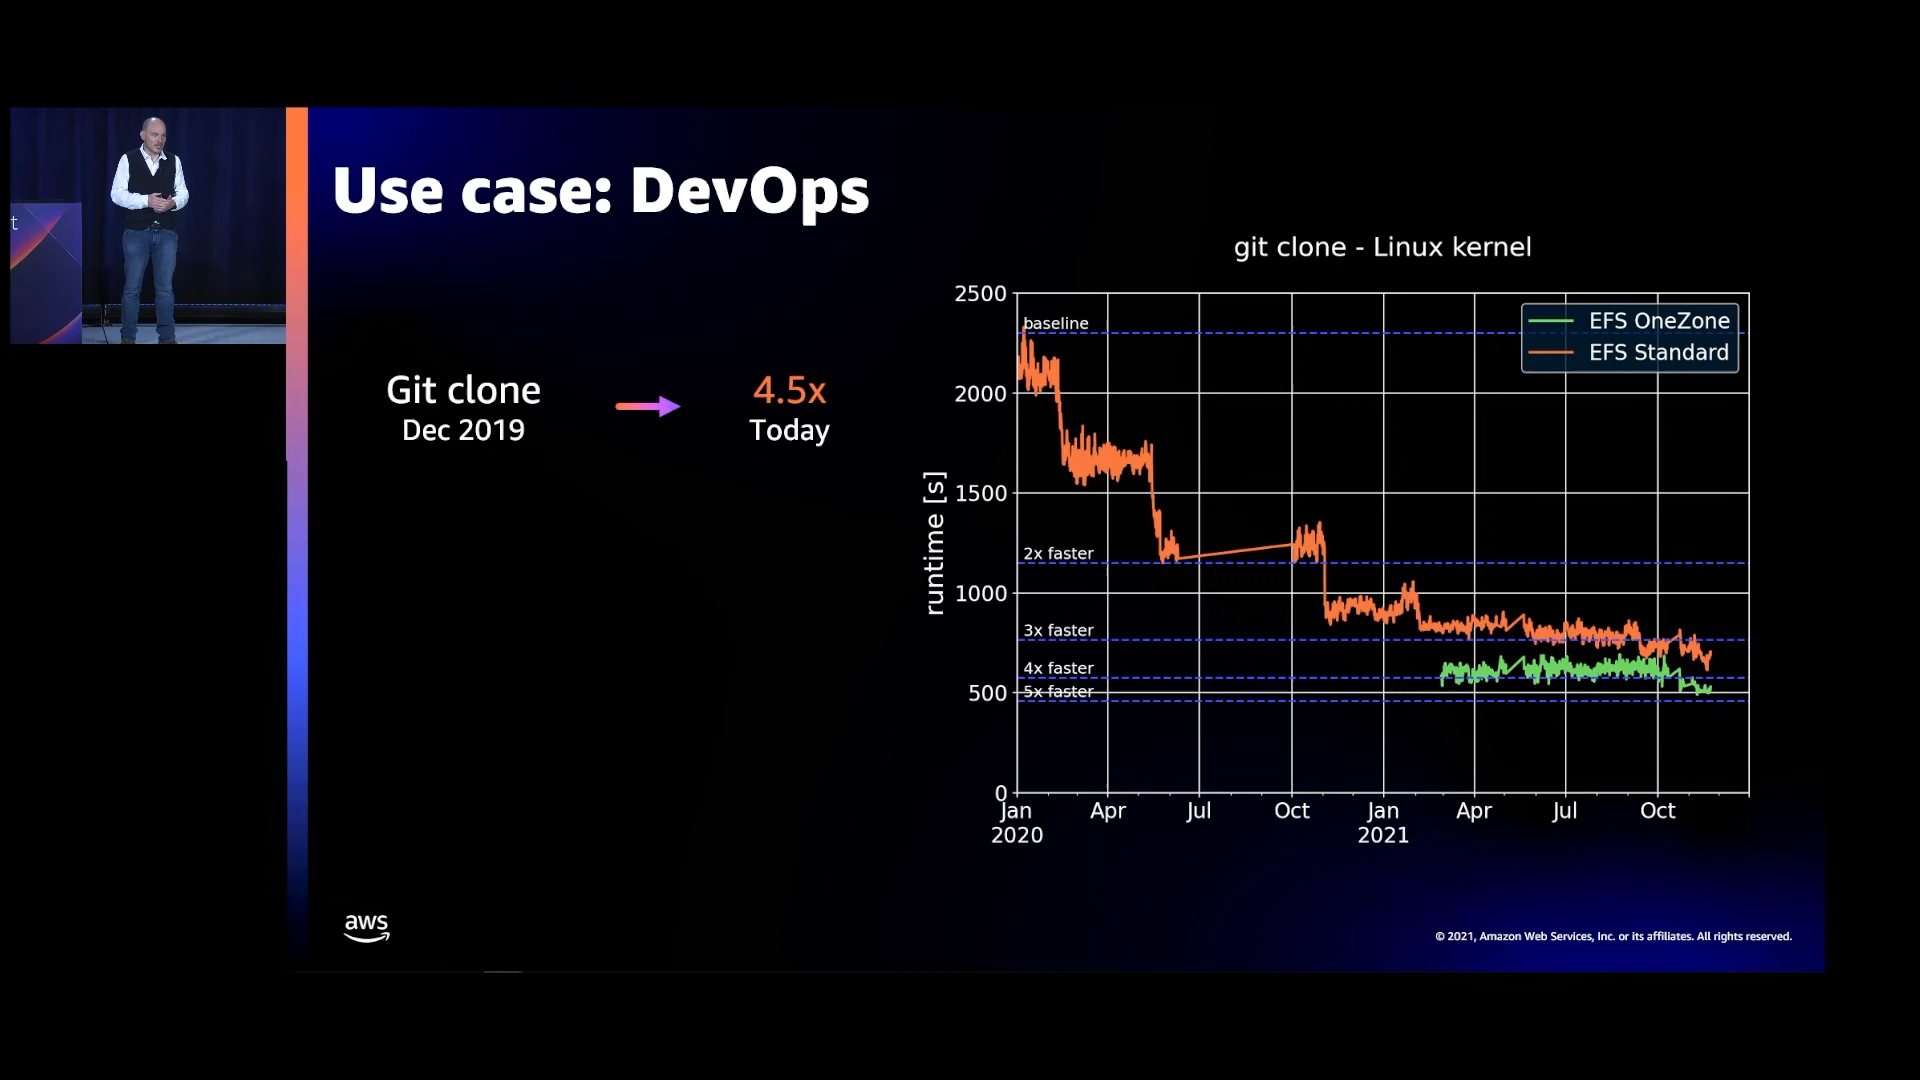 t
Use case: DevOps
Git clone
Dec 2019
4.5x
Today
git clone - Linux kernel
EFS OneZone
EFS Standard
runtime [s]
2500
2000
1500
1000
500
0
baseline
2x faster
3x faster
4x faster
5x faster
Jan
2020
Apr
Jul
Oct
Jan
2021
Apr
Jul
Oct
aws
© 2021, Amazon Web Services, Inc. or its affiliates. All rights reserved.